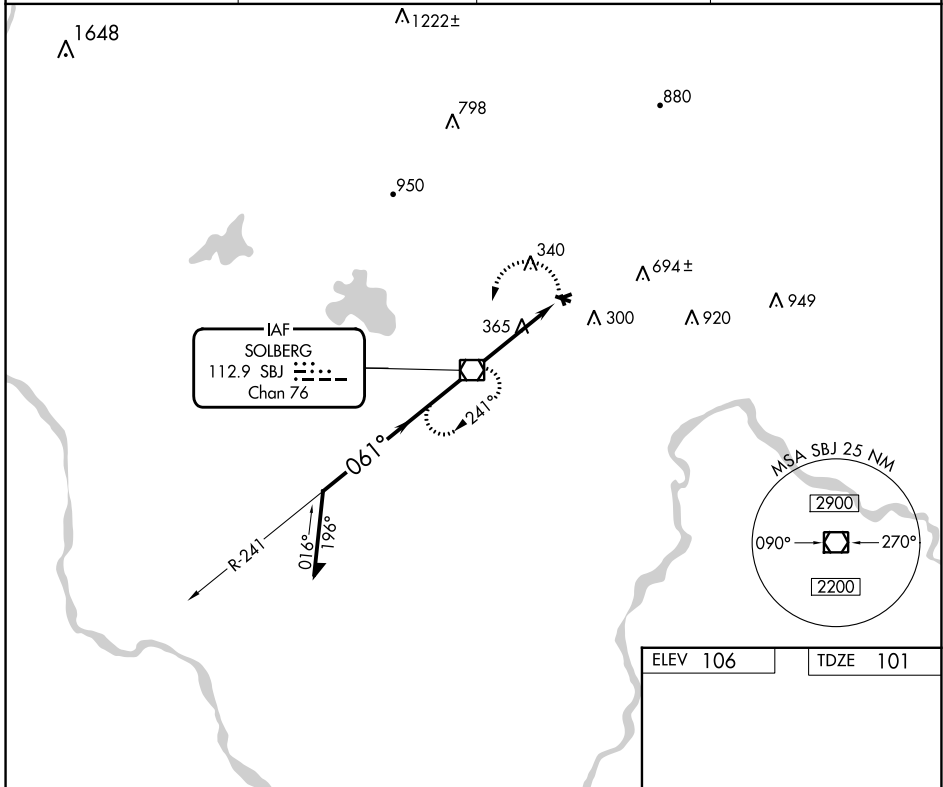 1648
1222±
798
880
950
340
694±
365
300
920
949
IAF
SOLBERG
112.9 SBJ
Chan 76
241°
061°
R-241
016°
196°
MSA SBJ 25 NM
2900
090°
270°
2200
ELEV 106
TDZE 101